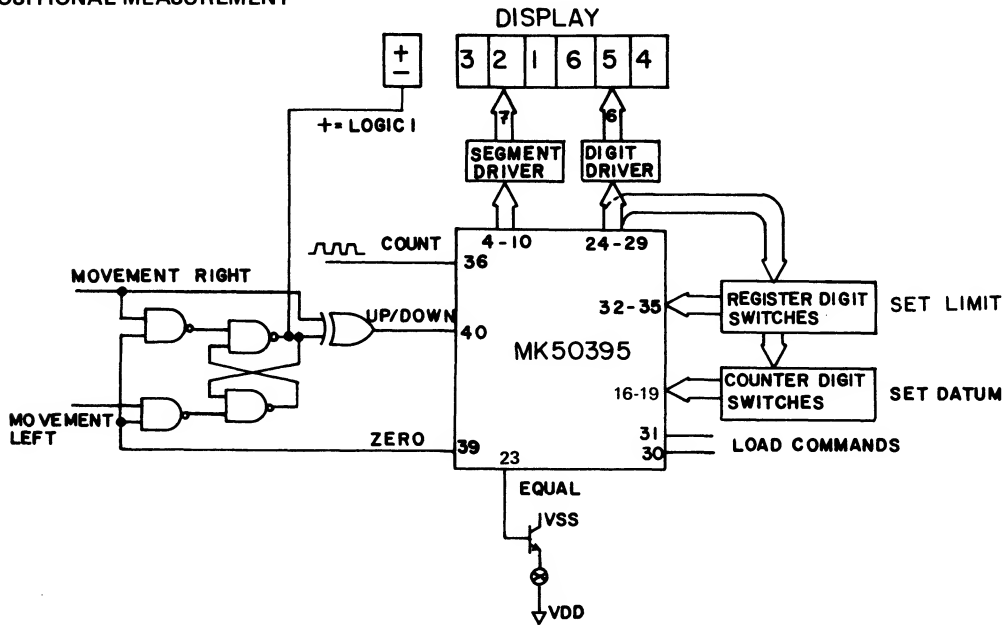 OSITIONAL MEASUREMENT
DISPLAY
+
−
3 2 1 6 5 4
+ = LOGIC 1
7
6
SEGMENT
DRIVER
DIGIT
DRIVER
COUNT
4-10
24-29
36
MOVEMENT RIGHT
UP/DOWN
40
32-35
REGISTER DIGIT
SWITCHES
SET LIMIT
MK50395
16-19
COUNTER DIGIT
SWITCHES
SET DATUM
MOVEMENT
LEFT
ZERO
39
23
31
30
LOAD COMMANDS
EQUAL
VSS
VDD